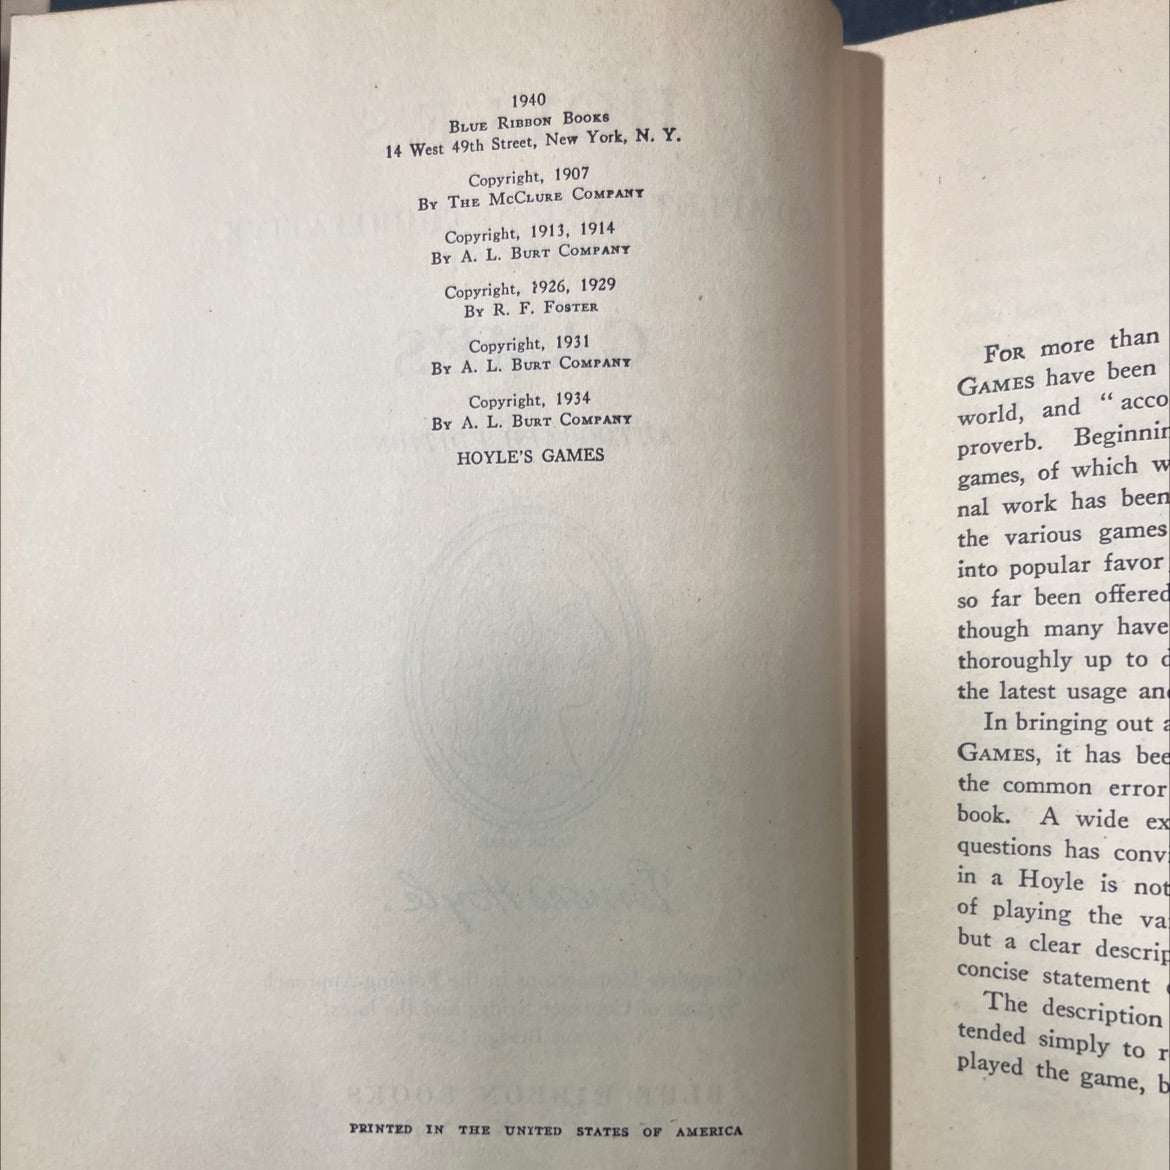 1940
BLUE RIBBON BOOKS
14 West 49th Street, New York, N. Y.
Copyright, 1907
BY THE MCCLURE COMPANY
Copyright, 1913, 1914
BY A. L. BURT COMPANY
Copyright, 1926, 1929
BY R. F. FOSTER
Copyright, 1931
BY A. L. BURT COMPANY
Copyright, 1934
BY A. L. BURT COMPANY
HOYLE'S GAMES
PRINTED IN THE UNITED STATES OF AMERICA
FOR more than
GAMES have been
world, and “acco
proverb. Beginnin
games, of which w
nal work has been
the various games
into popular favor
so far been offered
though many have
thoroughly up to d
the latest usage and
In bringing out a
GAMES, it has bee
the common error
book. A wide ex
questions has convi
in a Hoyle is not
of playing the va
but a clear descrip
concise statement
The description
tended simply to r
played the game, b